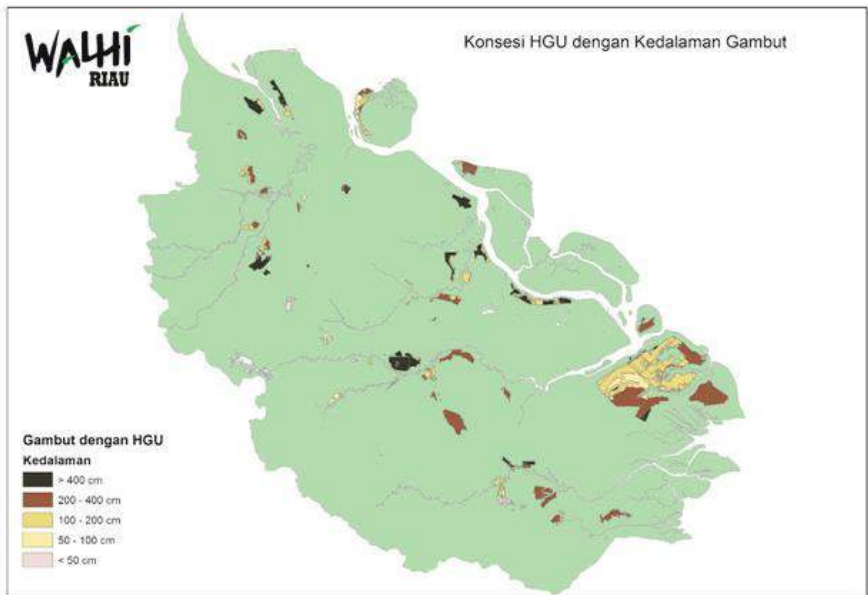 WALHI
RIAU
Konsesi HGU dengan Kedalaman Gambut
Gambut dengan HGU
Kedalaman
> 400 cm
200 - 400 cm
100 - 200 cm
50 - 100 cm
< 50 cm